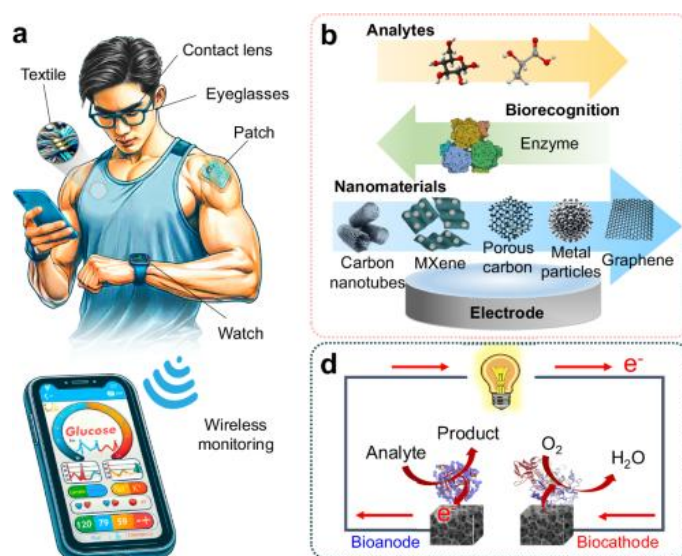 a
Contact lens
Textile
Eyeglasses
Patch
Watch
Wireless
monitoring
Glucose
120 79 59
b
Analytes
Biorecognition
Enzyme
Nanomaterials
Carbon
nanotubes
MXene
Porous
carbon
Metal
particles
Graphene
Electrode
d
e-
Analyte
Product
O2
H2O
e-
Bioanode
Biocathode